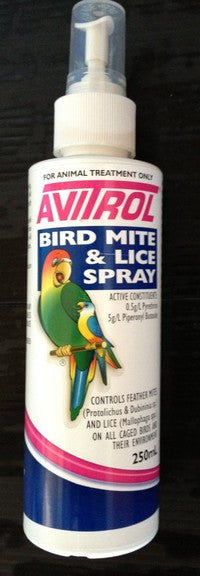 FOR ANIMAL TREATMENT ONLY
AVITROL
BIRD MITE
& LICE
SPRAY
ACTIVE CONSTITUENTS
0.5g/L Pyrethrins
5g/L Piperonyl Butoxide
CONTROLS FEATHER MITES
(Protolichus & Dubininia
AND LICE (Mallophaga
ON ALL CAGED BIRDS AND
THEIR ENVIRONMENT
250mL